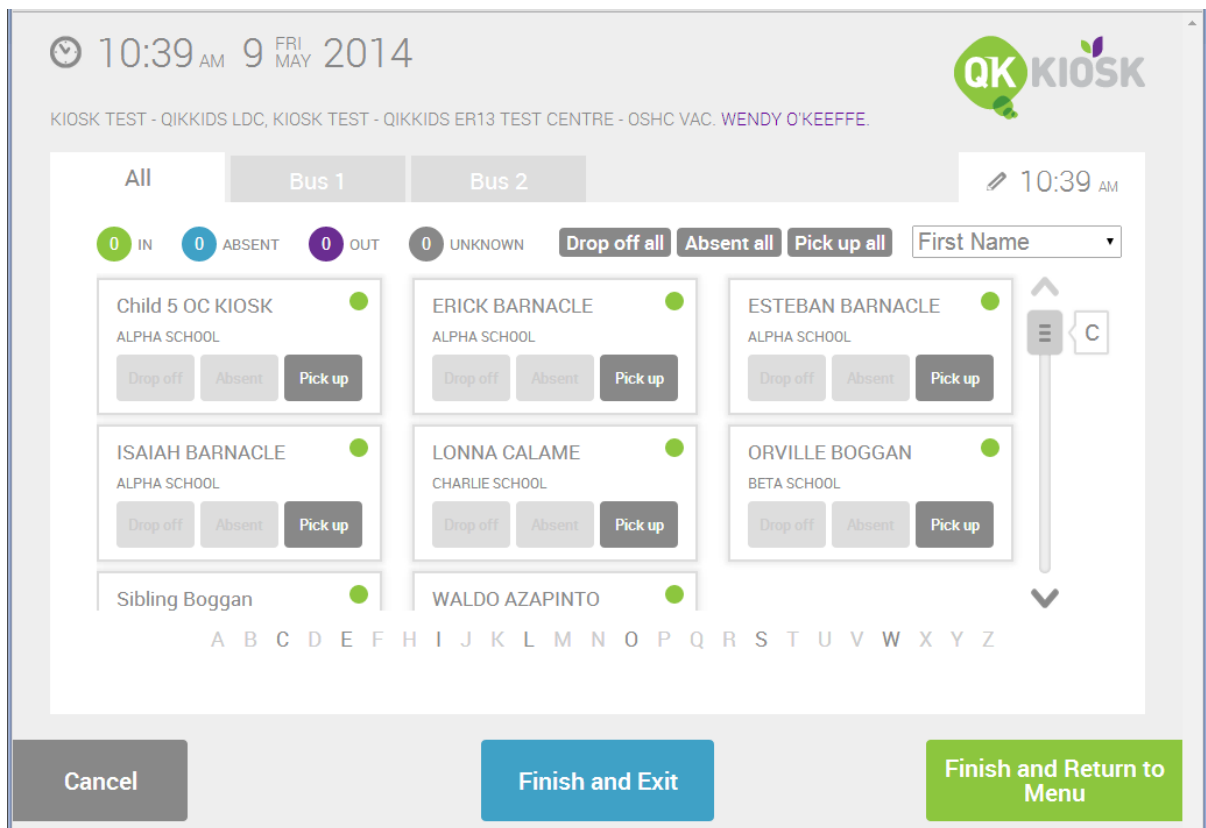 10:39 AM 9 FRI MAY 2014
QK KIOSK
KIOSK TEST - QIKKIDS LDC, KIOSK TEST - QIKKIDS ER13 TEST CENTRE - OSHC VAC. WENDY O'KEEFFE.
All Bus 1 Bus 2 10:39 AM
0 IN 0 ABSENT 0 OUT 0 UNKNOWN Drop off all Absent all Pick up all First Name
Child 5 OC KIOSK ERICK BARNACLE ESTEBAN BARNACLE
ALPHA SCHOOL ALPHA SCHOOL ALPHA SCHOOL C
Drop off Absent Pick up Drop off Absent Pick up Drop off Absent Pick up
ISAIAH BARNACLE LONNA CALAME ORVILLE BOGGAN
ALPHA SCHOOL CHARLIE SCHOOL BETA SCHOOL
Drop off Absent Pick up Drop off Absent Pick up Drop off Absent Pick up
Sibling Boggan WALDO AZAPINTO
A B C D E F H I J K L M N O P Q R S T U V W X Y Z
Cancel Finish and Exit Finish and Return to
Menu